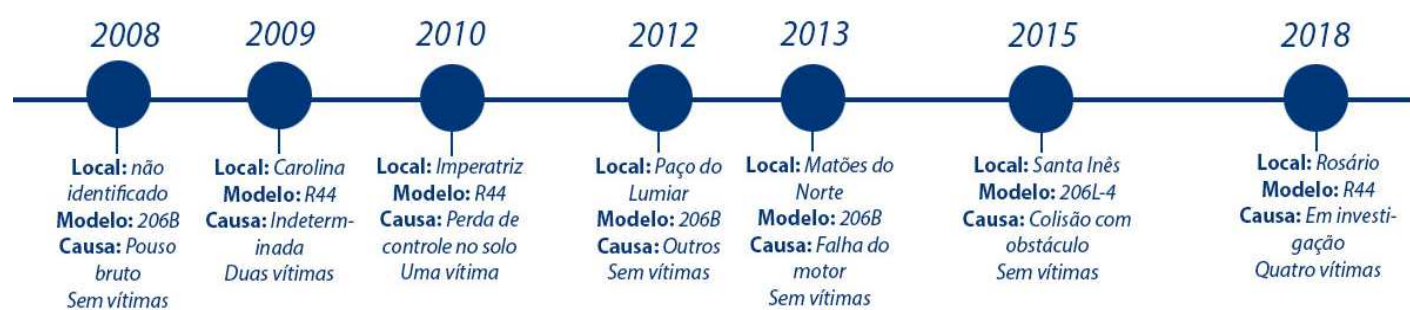 2008
Local: não
identificado
Modelo: 206B
Causa: Pouso
bruto
Sem vítimas
2009
Local: Carolina
Modelo: R44
Causa: Indeterm-
inada
Duas vítimas
2010
Local: Imperatriz
Modelo: R44
Causa: Perda de
controle no solo
Uma vítima
2012
Local: Paço do
Lumiar
Modelo: 206B
Causa: Outros
Sem vítimas
2013
Local: Matões do
Norte
Modelo: 206B
Causa: Falha do
motor
Sem vítimas
2015
Local: Santa Inês
Modelo: 206L-4
Causa: Colisão com
obstáculo
Sem vítimas
2018
Local: Rosário
Modelo: R44
Causa: Em investi-
gação
Quatro vítimas